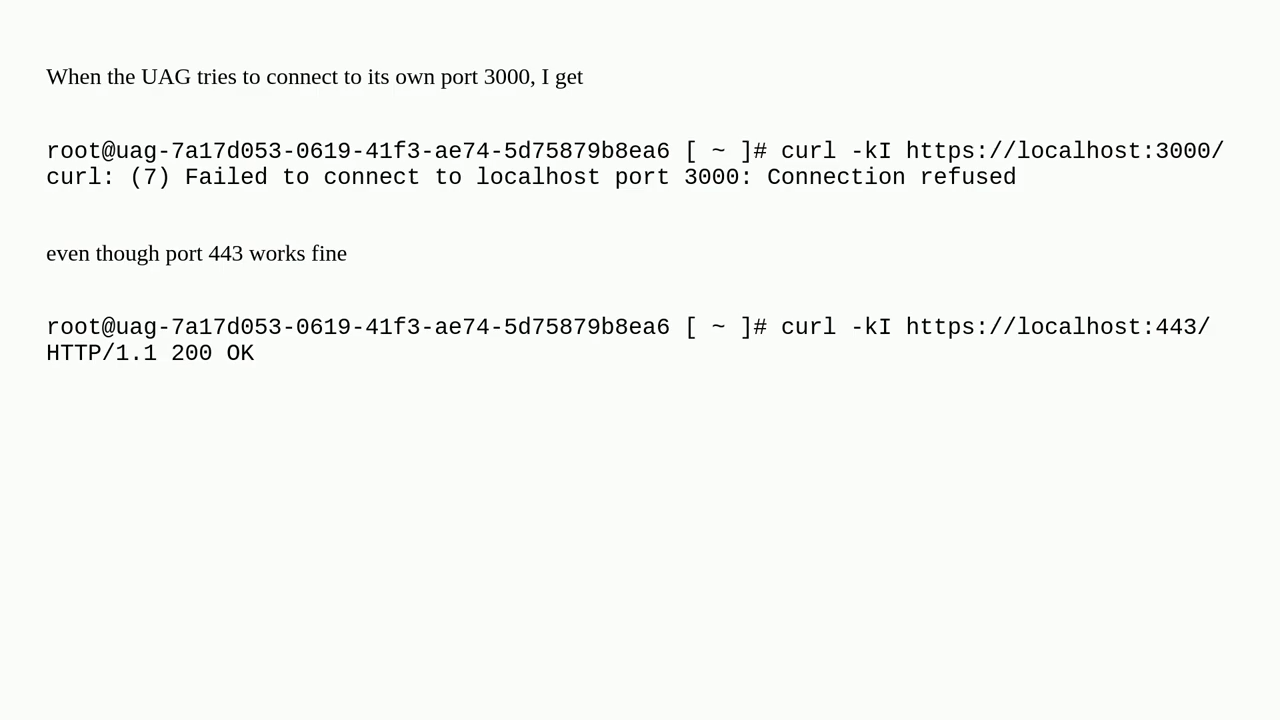 When the UAG tries to connect to its own port 3000, I get
root@uag-7a17d053-0619-41f3-ae74-5d75879b8ea6 [ ~ ]# curl -kI https://localhost:3000/
curl: (7) Failed to connect to localhost port 3000: Connection refused
even though port 443 works fine
root@uag-7a17d053-0619-41f3-ae74-5d75879b8ea6 [ ~ ]# curl -kI https://localhost:443/
HTTP/1.1 200 OK